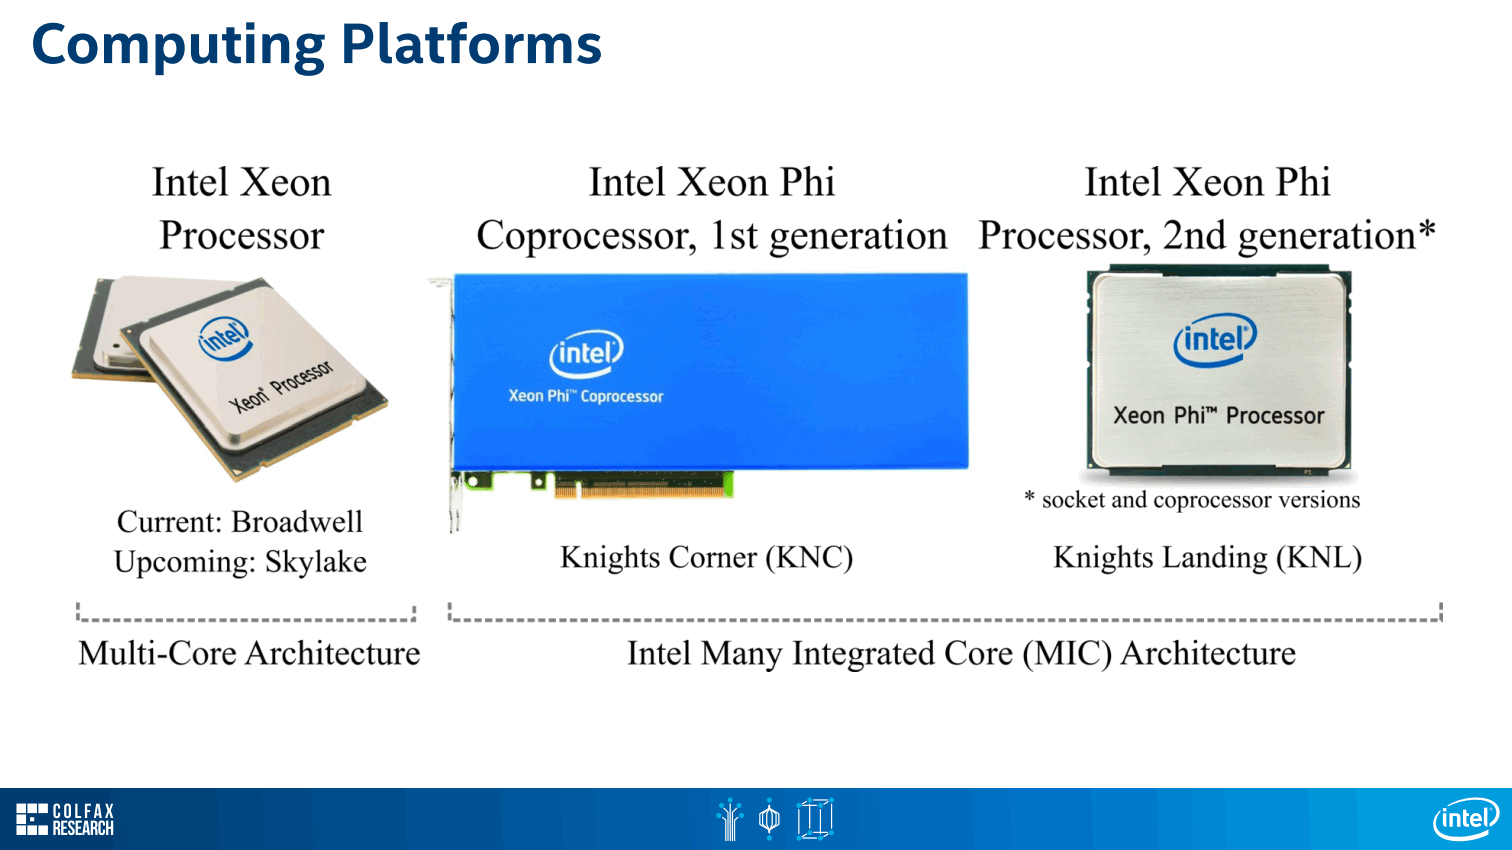 Computing Platforms
Intel Xeon
Processor
intel
Xeon® Processor
Current: Broadwell
Upcoming: Skylake
Multi-Core Architecture
Intel Xeon Phi
Coprocessor, 1st generation
intel
Xeon Phi™ Coprocessor
Knights Corner (KNC)
Intel Xeon Phi
Processor, 2nd generation*
intel®
Xeon Phi™ Processor
P1
* socket and coprocessor versions
Knights Landing (KNL)
Intel Many Integrated Core (MIC) Architecture
COLFAX
RESEARCH
intel